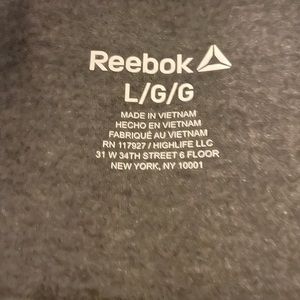 Reebok
L/G/G
MADE IN VIETNAM
HECHO EN VIETNAM
FABRIQUÉ AU VIETNAM
RN 117927 / HIGHLIFE LLC
31 W 34TH STREET 6 FLOOR
NEW YORK, NY 10001